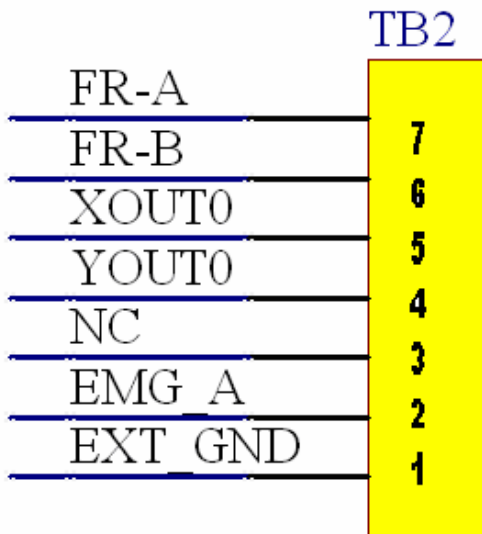 TB2
FR-A
7
FR-B
6
XOUT0
5
YOUT0
4
NC
3
EMG_A
2
EXT_GND
1